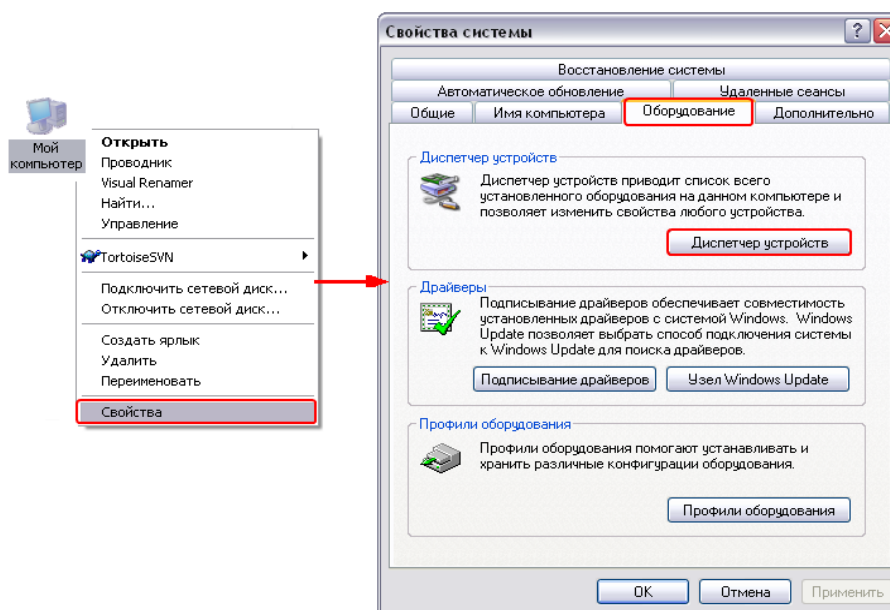 Мой
компьютер
Открыть
Проводник
Visual Renamer
Найти...
Управление
TortoiseSVN
Подключить сетевой диск...
Отключить сетевой диск...
Создать ярлык
Удалить
Переименовать
Свойства
Свойства системы
Восстановление системы
Автоматическое обновление
Удаленные сеансы
Общие
Имя компьютера
Оборудование
Дополнительно
Диспетчер устройств
Диспетчер устройств приводит список всего
установленного оборудования на данном компьютере и
позволяет изменить свойства любого устройства.
Диспетчер устройств
Драйверы
Подписывание драйверов обеспечивает совместимость
установленных драйверов с системой Windows. Windows
Update позволяет выбрать способ подключения системы
к Windows Update для поиска драйверов.
Подписывание драйверов
Узел Windows Update
Профили оборудования
Профили оборудования помогают устанавливать и
хранить различные конфигурации оборудования.
Профили оборудования
OK
Отмена
Применить